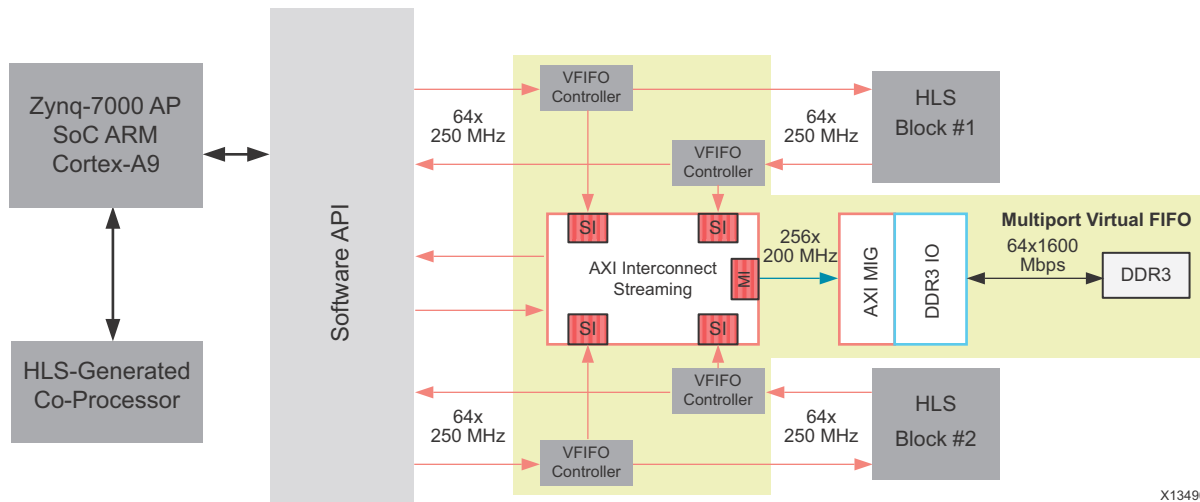 Zynq-7000 AP
SoC ARM
Cortex-A9
HLS-Generated
Co-Processor
Software API
64x
250 MHz
VFIFO
Controller
64x
250 MHz
HLS
Block #1
VFIFO
Controller
SI
SI
AXI Interconnect
Streaming
MI
SI
SI
256x
200 MHz
AXI MIG
DDR3 IO
Multiport Virtual FIFO
64x1600
Mbps
DDR3
VFIFO
Controller
64x
250 MHz
VFIFO
Controller
64x
250 MHz
HLS
Block #2
X1349